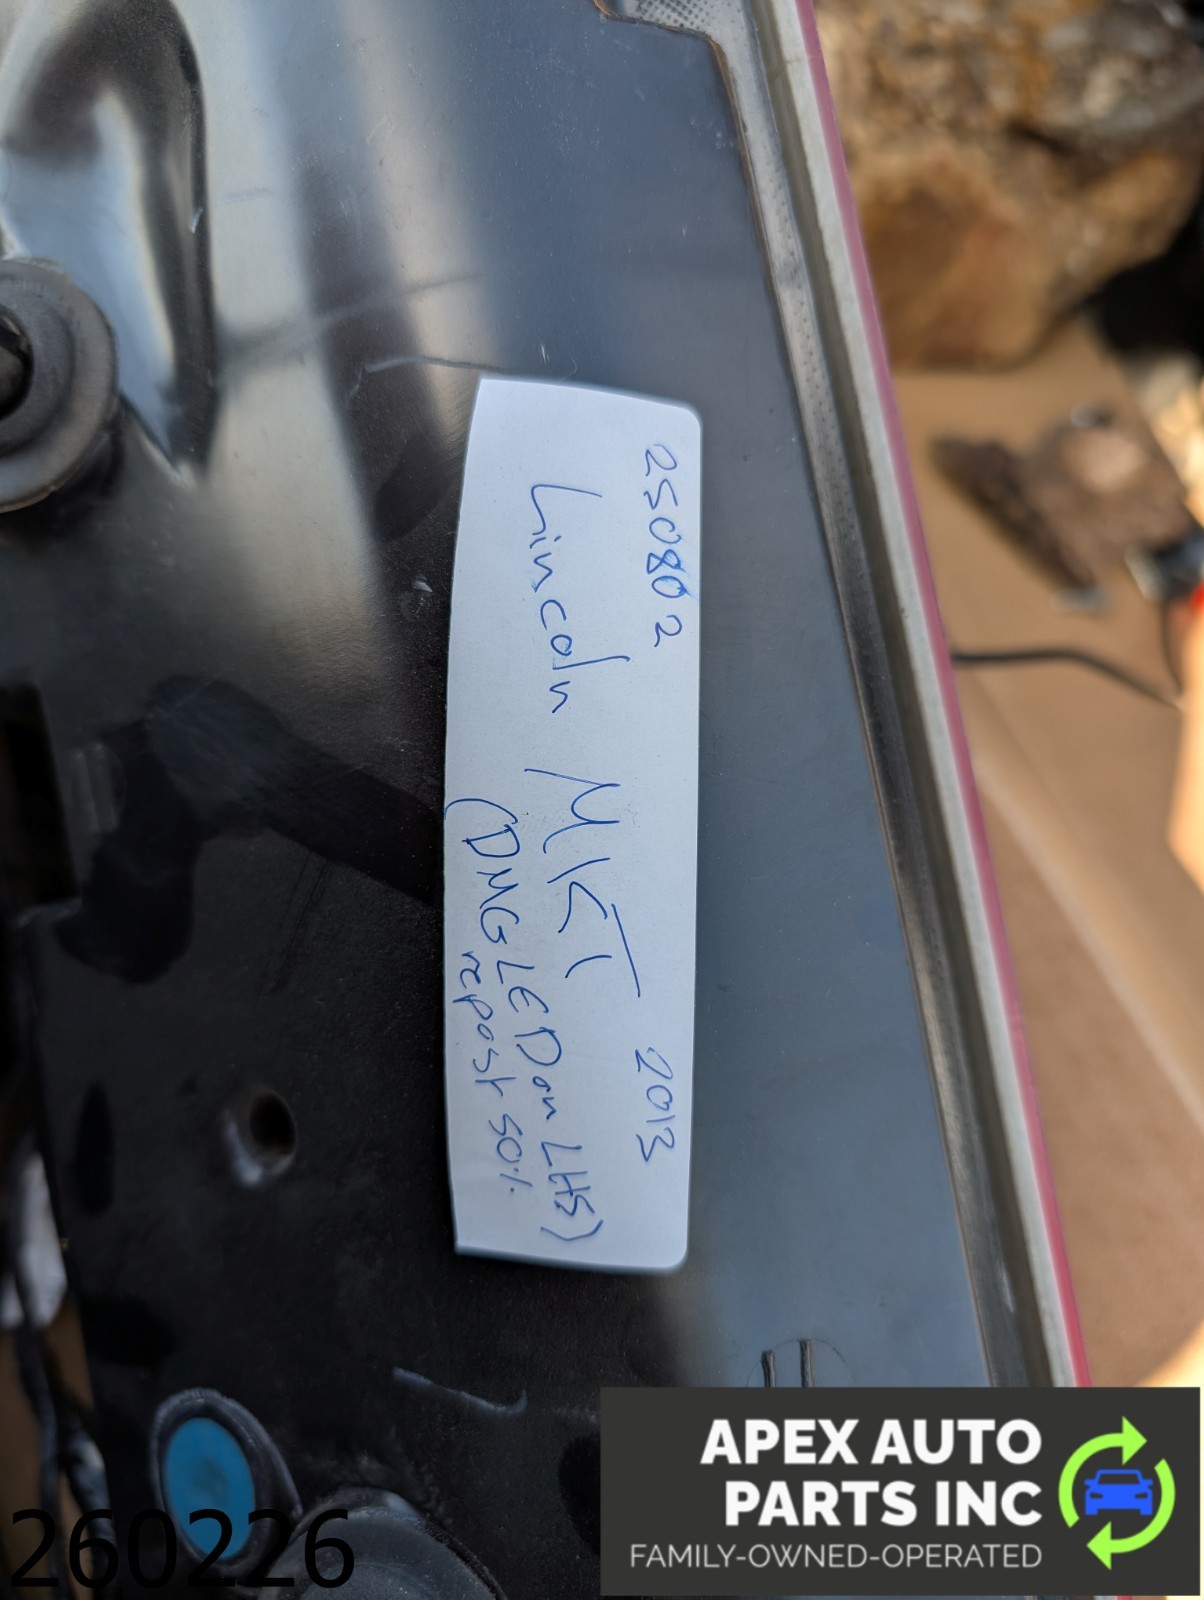 250802
Lincoln MKT 2013
(DMG LED on LHS)
repost 50%
260226
APEX AUTO
PARTS INC
FAMILY-OWNED-OPERATED